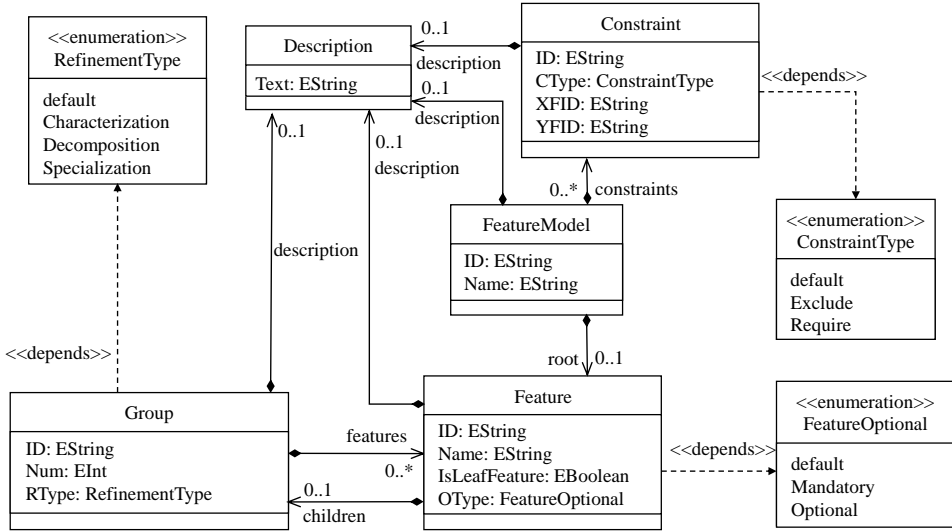 <<enumeration>>
RefinementType
default
Characterization
Decomposition
Specialization
Description
Text: EString
Constraint
ID: EString
CType: ConstraintType
XFID: EString
YFID: EString
0..1
description
0..1
description
<<depends>>
0..1
0..1
description
0..*
constraints
description
FeatureModel
ID: EString
Name: EString
<<enumeration>>
ConstraintType
default
Exclude
Require
<<depends>>
root
0..1
Group
ID: EString
Num: EInt
RType: RefinementType
features
0..*
0..1
children
Feature
ID: EString
Name: EString
IsLeafFeature: EBoolean
OType: FeatureOptional
<<depends>>
<<enumeration>>
FeatureOptional
default
Mandatory
Optional